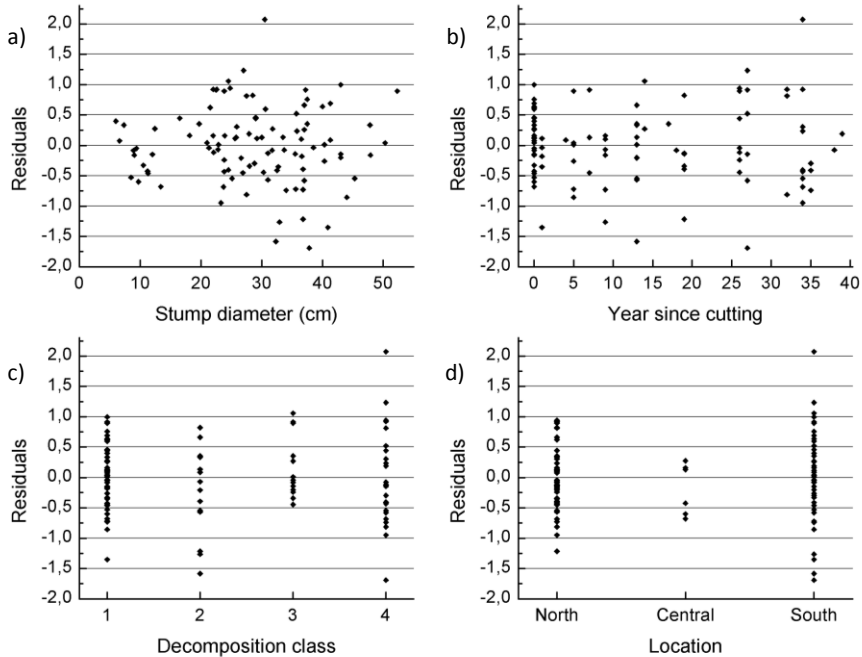 a)
Residuals
2,0
1,5
1,0
0,5
0,0
-0,5
-1,0
-1,5
-2,0
0 10 20 30 40 50
Stump diameter (cm)
b)
Residuals
2,0
1,5
1,0
0,5
0,0
-0,5
-1,0
-1,5
-2,0
0 5 10 15 20 25 30 35 40
Year since cutting
c)
Residuals
2,0
1,5
1,0
0,5
0,0
-0,5
-1,0
-1,5
-2,0
1 2 3 4
Decomposition class
d)
Residuals
2,0
1,5
1,0
0,5
0,0
-0,5
-1,0
-1,5
-2,0
North Central South
Location